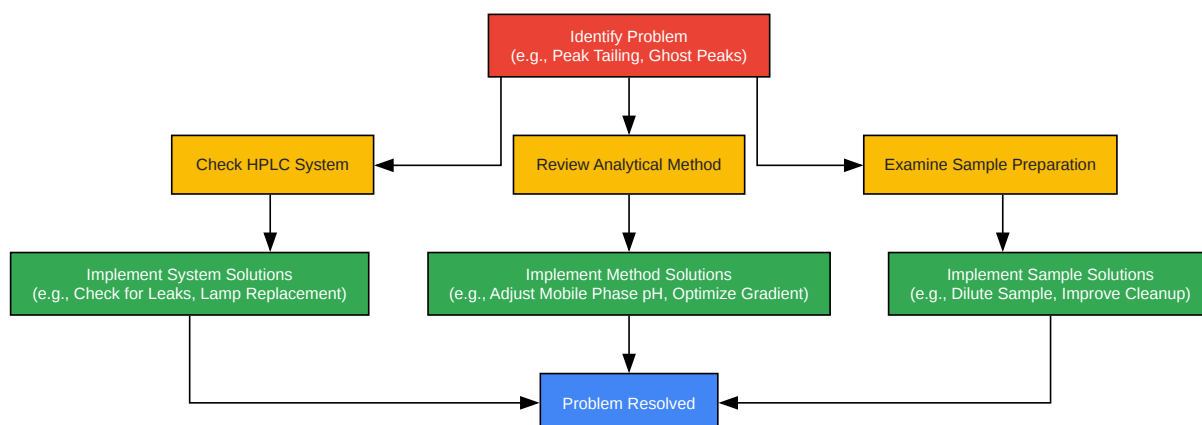 Identify Problem
(e.g., Peak Tailing, Ghost Peaks)
Check HPLC System
Review Analytical Method
Examine Sample Preparation
Implement System Solutions
(e.g., Check for Leaks, Lamp Replacement)
Implement Method Solutions
(e.g., Adjust Mobile Phase pH, Optimize Gradient)
Implement Sample Solutions
(e.g., Dilute Sample, Improve Cleanup)
Problem Resolved